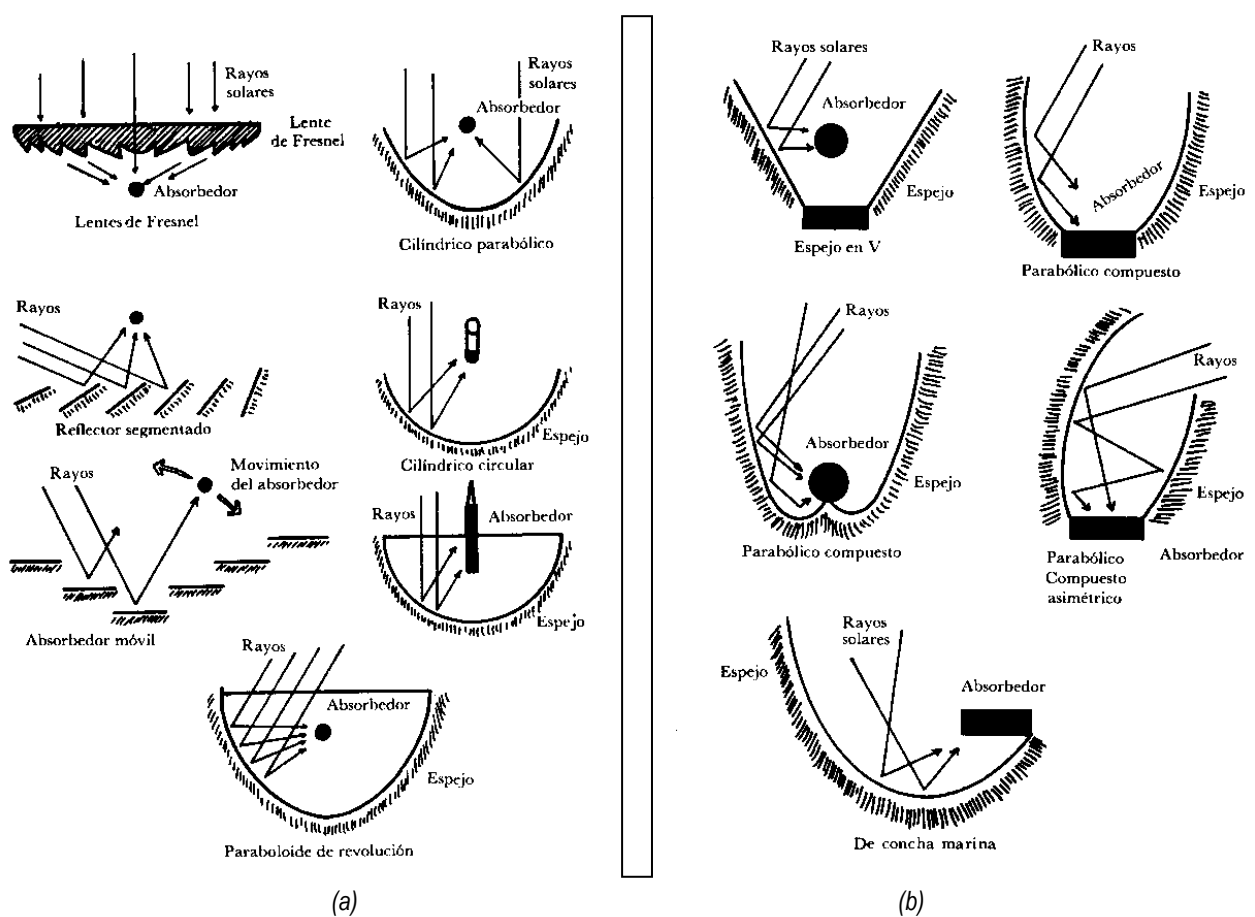 Rayos
solares
Lente
de Fresnel
Absorbedor
Lentes de Fresnel
Rayos
solares
Absorbedor
Cilíndrico parabólico
Rayos
Reflector segmentado
Rayos
Espejo
Cilíndrico circular
Rayos
Movimiento
del absorbedor
Absorbedor móvil
Rayos
Absorbedor
Espejo
Rayos
Absorbedor
Espejo
Paraboloide de revolución
(a)
Rayos solares
Absorbedor
Espejo
Espejo en V
Rayos
Absorbedor
Espejo
Parabólico compuesto
Rayos
Absorbedor
Espejo
Parabólico compuesto
Rayos
Espejo
Parabólico
Compuesto
asimétrico
Absorbedor
Rayos
solares
Espejo
Absorbedor
De concha marina
(b)